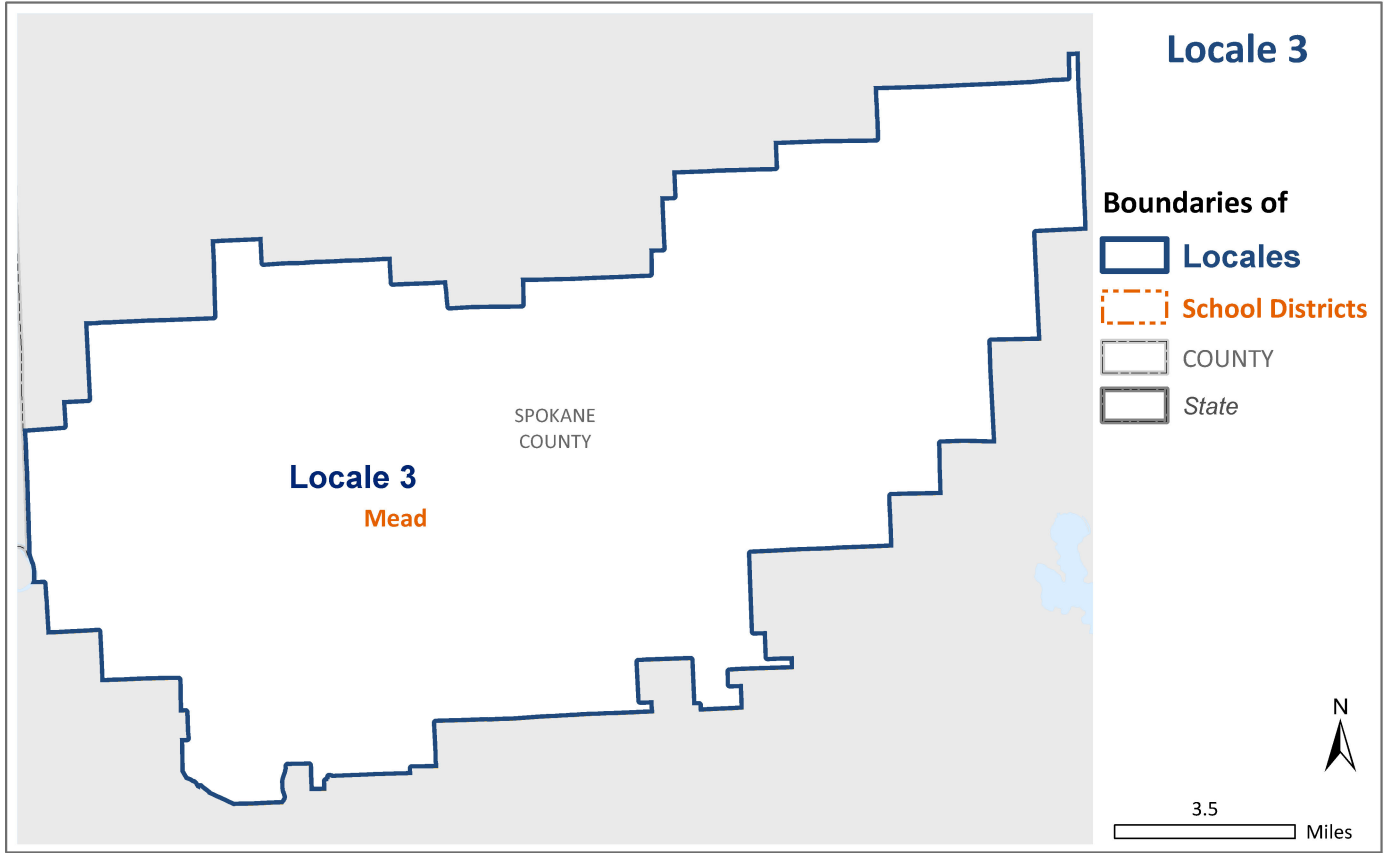 Locale 3
Boundaries of
Locales
School Districts
COUNTY
State
SPOKANE
COUNTY
Locale 3
Mead
N
3.5
Miles